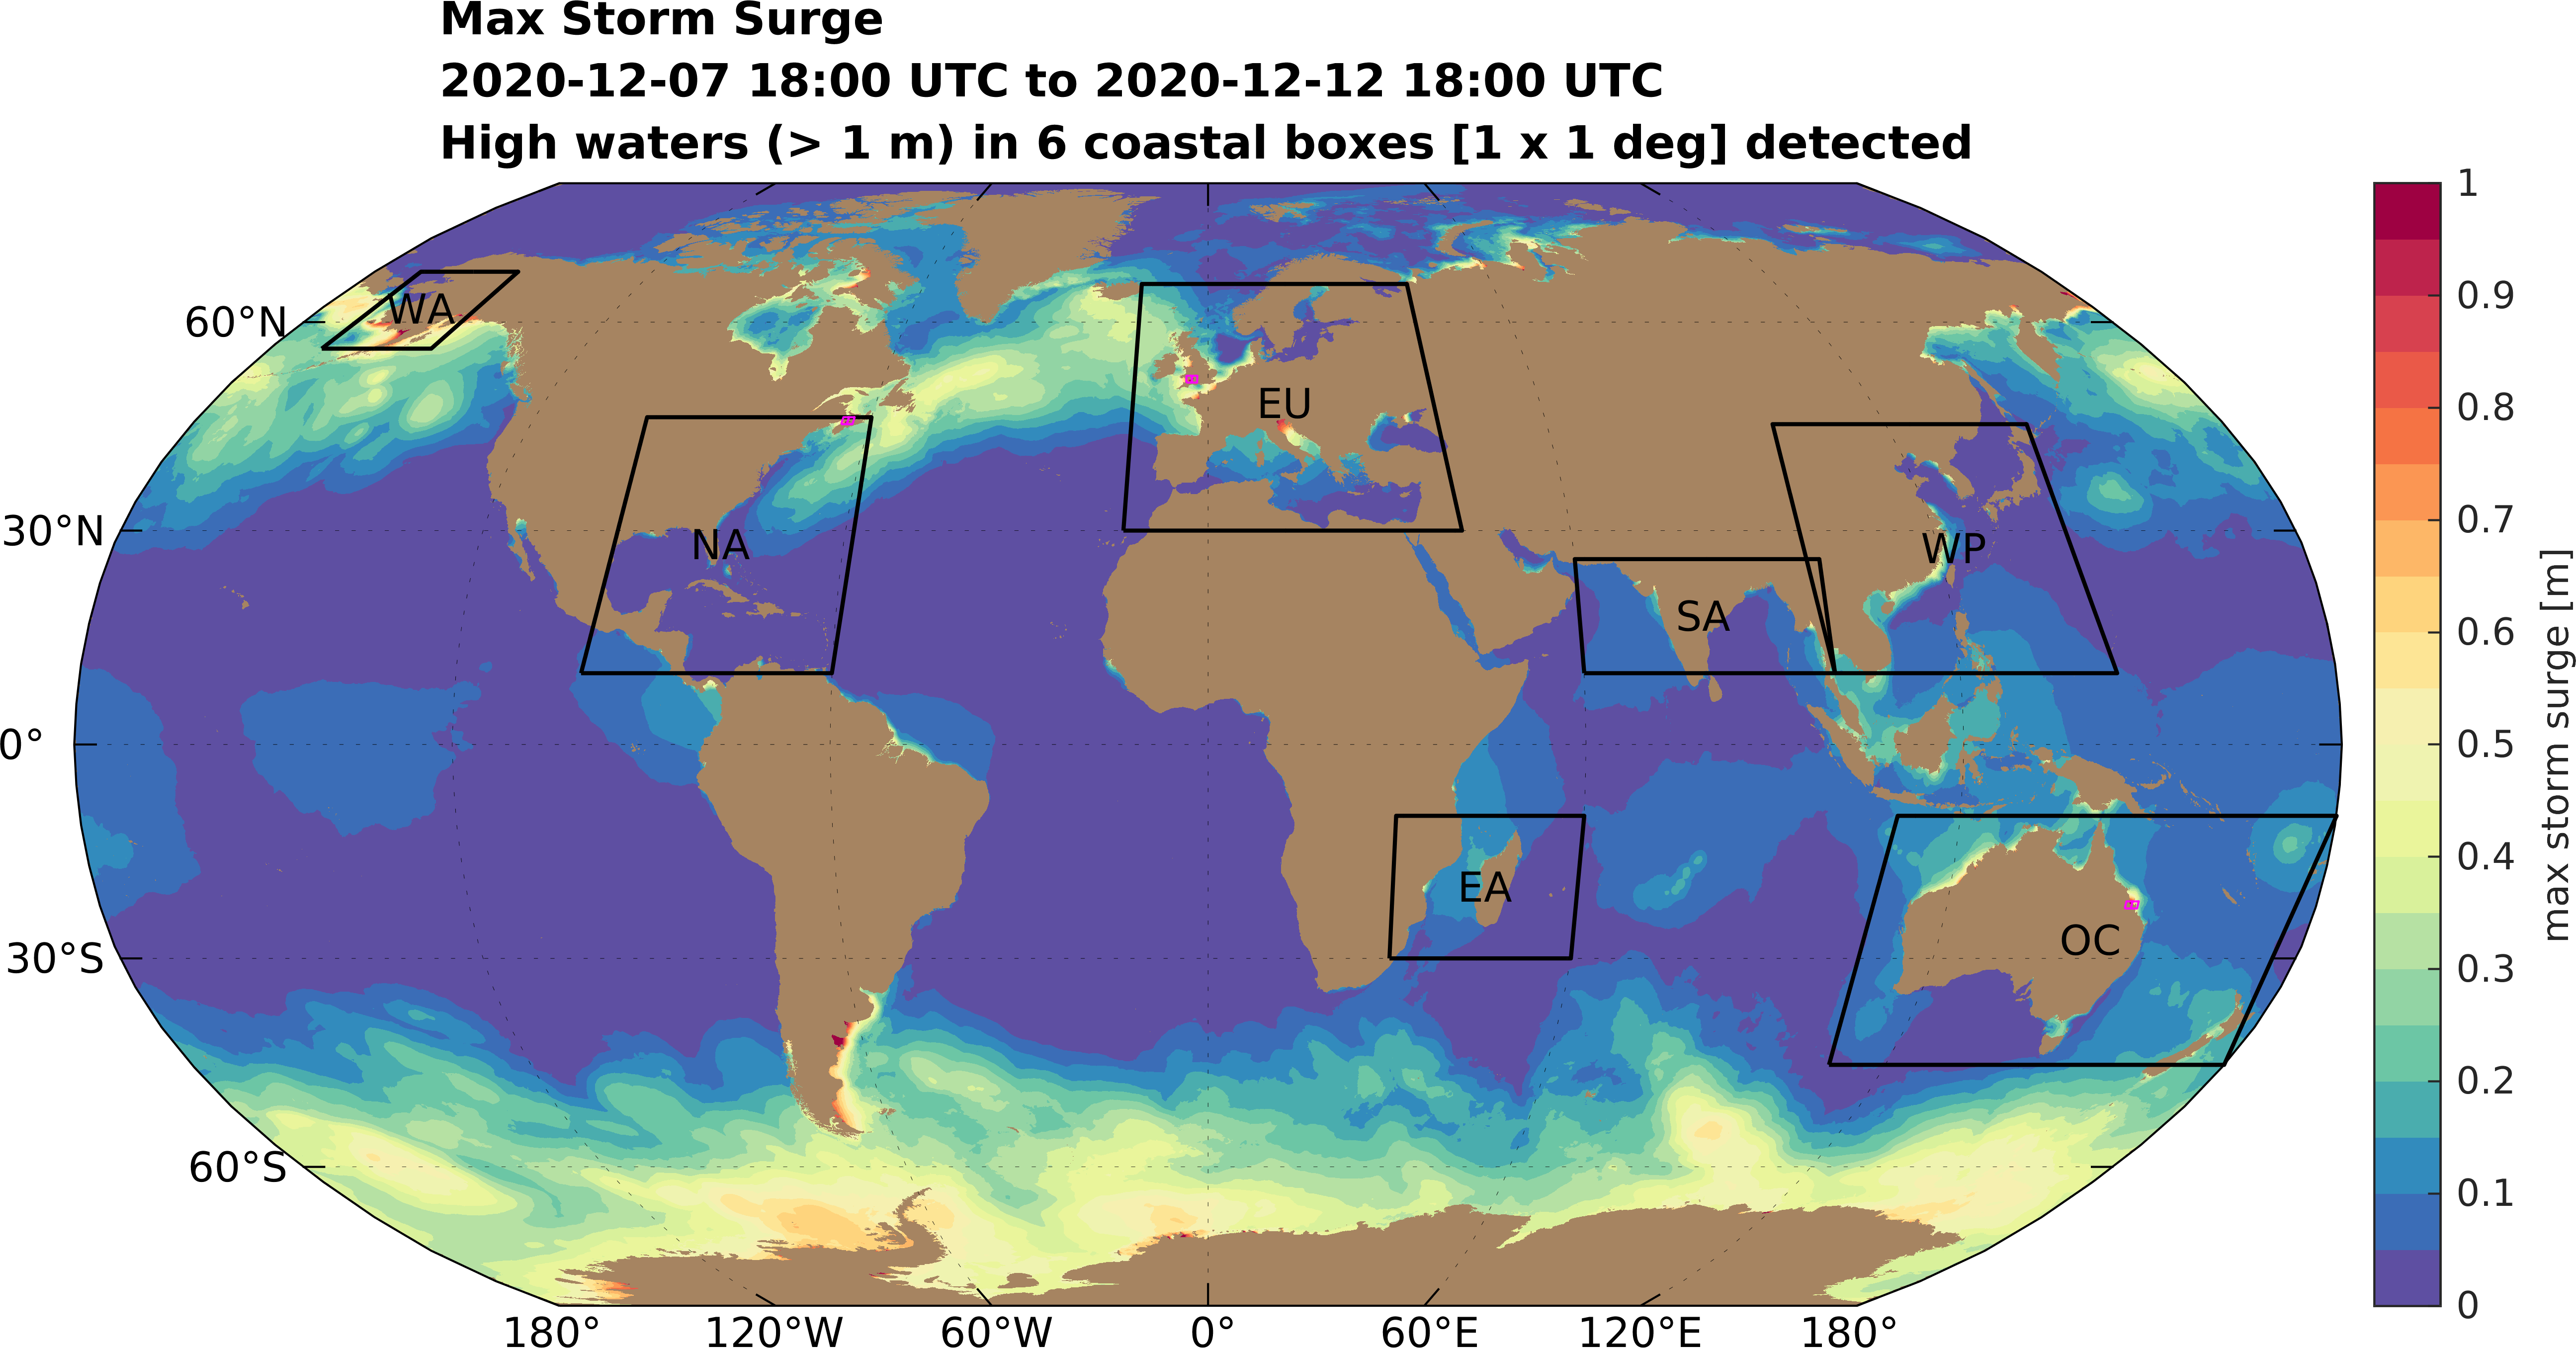 Max Storm Surge
2020-12-07 18:00 UTC to 2020-12-12 18:00 UTC
High waters (> 1 m) in 6 coastal boxes [1 x 1 deg] detected
60°N
30°N
0°
30°S
60°S
180°
120°W
60°W
0°
60°E
120°E
180°
WA
NA
EU
SA
WP
EA
OC
1
0.9
0.8
0.7
0.6
0.5
0.4
0.3
0.2
0.1
0
max storm surge [m]